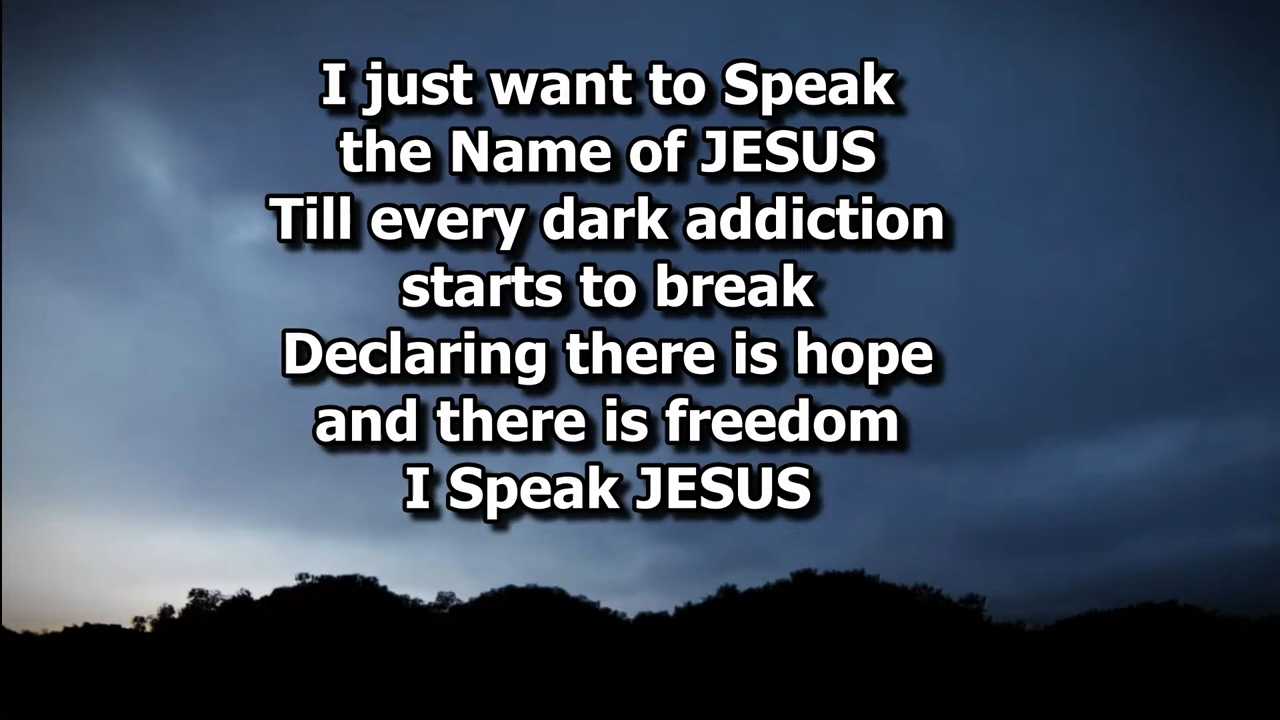 I just want to Speak
the Name of JESUS
Till every dark addiction
starts to break
Declaring there is hope
and there is freedom
I Speak JESUS